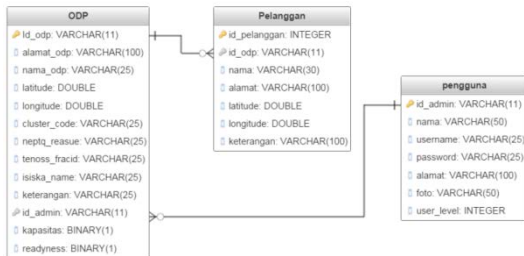 ODP
Id_odp: VARCHAR(11)
alamat_odp: VARCHAR(100)
nama_odp: VARCHAR(25)
latitude: DOUBLE
longitude: DOUBLE
cluster_code: VARCHAR(25)
neptq_reasue: VARCHAR(25)
tenoss_fracid: VARCHAR(25)
isiska_name: VARCHAR(25)
keterangan: VARCHAR(25)
id_admin: VARCHAR(11)
kapasitas: BINARY(1)
readyness: BINARY(1)
Pelanggan
id_pelanggan: INTEGER
id_odp: VARCHAR(11)
nama: VARCHAR(30)
alamat: VARCHAR(100)
latitude: DOUBLE
longitude: DOUBLE
keterangan: VARCHAR(100)
pengguna
id_admin: VARCHAR(11)
nama: VARCHAR(50)
username: VARCHAR(25)
password: VARCHAR(25)
alamat: VARCHAR(100)
foto: VARCHAR(50)
user_level: INTEGER